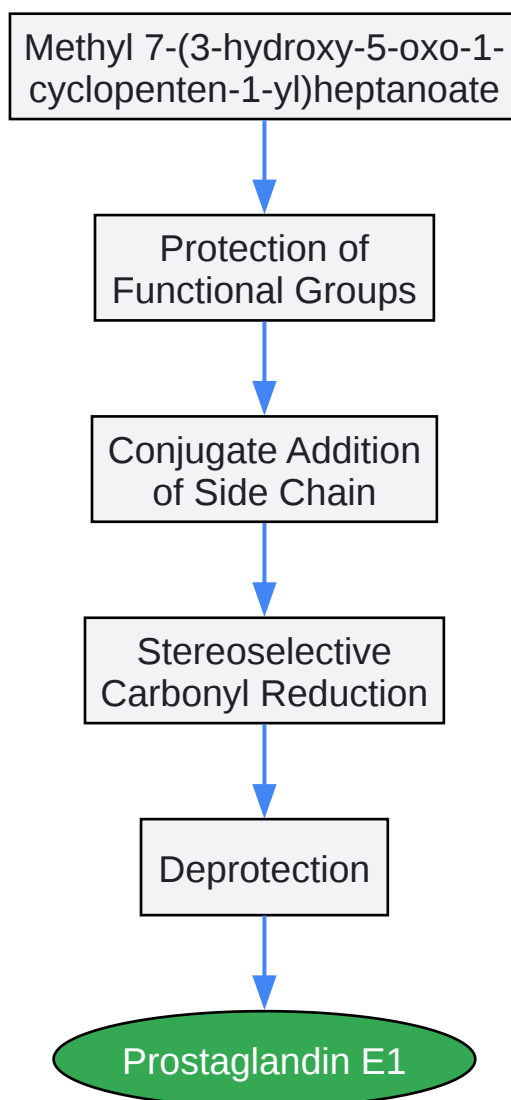 Methyl 7-(3-hydroxy-5-oxo-1-
cyclopenten-1-yl)heptanoate
Protection of
Functional Groups
Conjugate Addition
of Side Chain
Stereoselective
Carbonyl Reduction
Deprotection
Prostaglandin E1